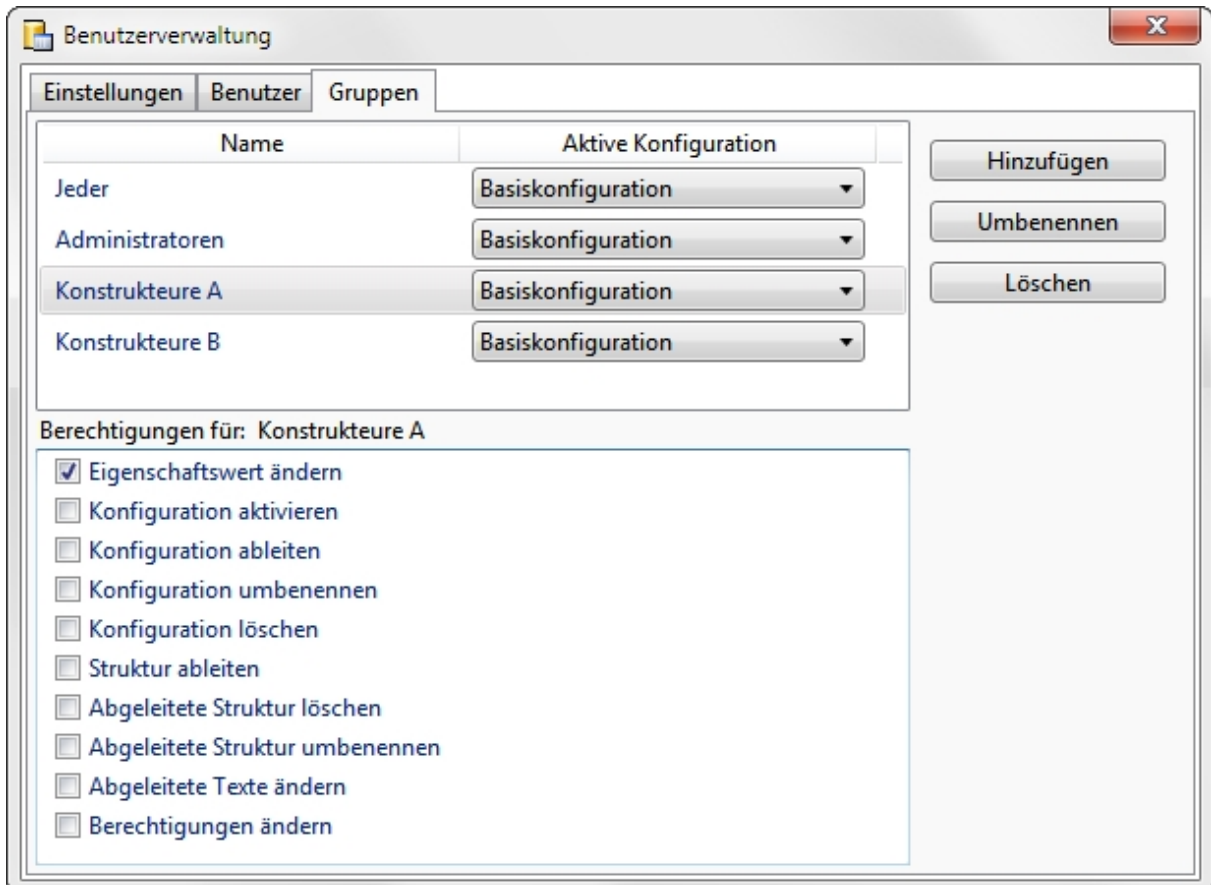 Benutzerverwaltung
Einstellungen Benutzer Gruppen
Name Aktive Konfiguration
Jeder Basiskonfiguration
Administratoren Basiskonfiguration
Konstrukteure A Basiskonfiguration
Konstrukteure B Basiskonfiguration
Hinzufügen
Umbenennen
Löschen
Berechtigungen für: Konstrukteure A
Eigenschaftswert ändern
Konfiguration aktivieren
Konfiguration ableiten
Konfiguration umbenennen
Konfiguration löschen
Struktur ableiten
Abgeleitete Struktur löschen
Abgeleitete Struktur umbenennen
Abgeleitete Texte ändern
Berechtigungen ändern